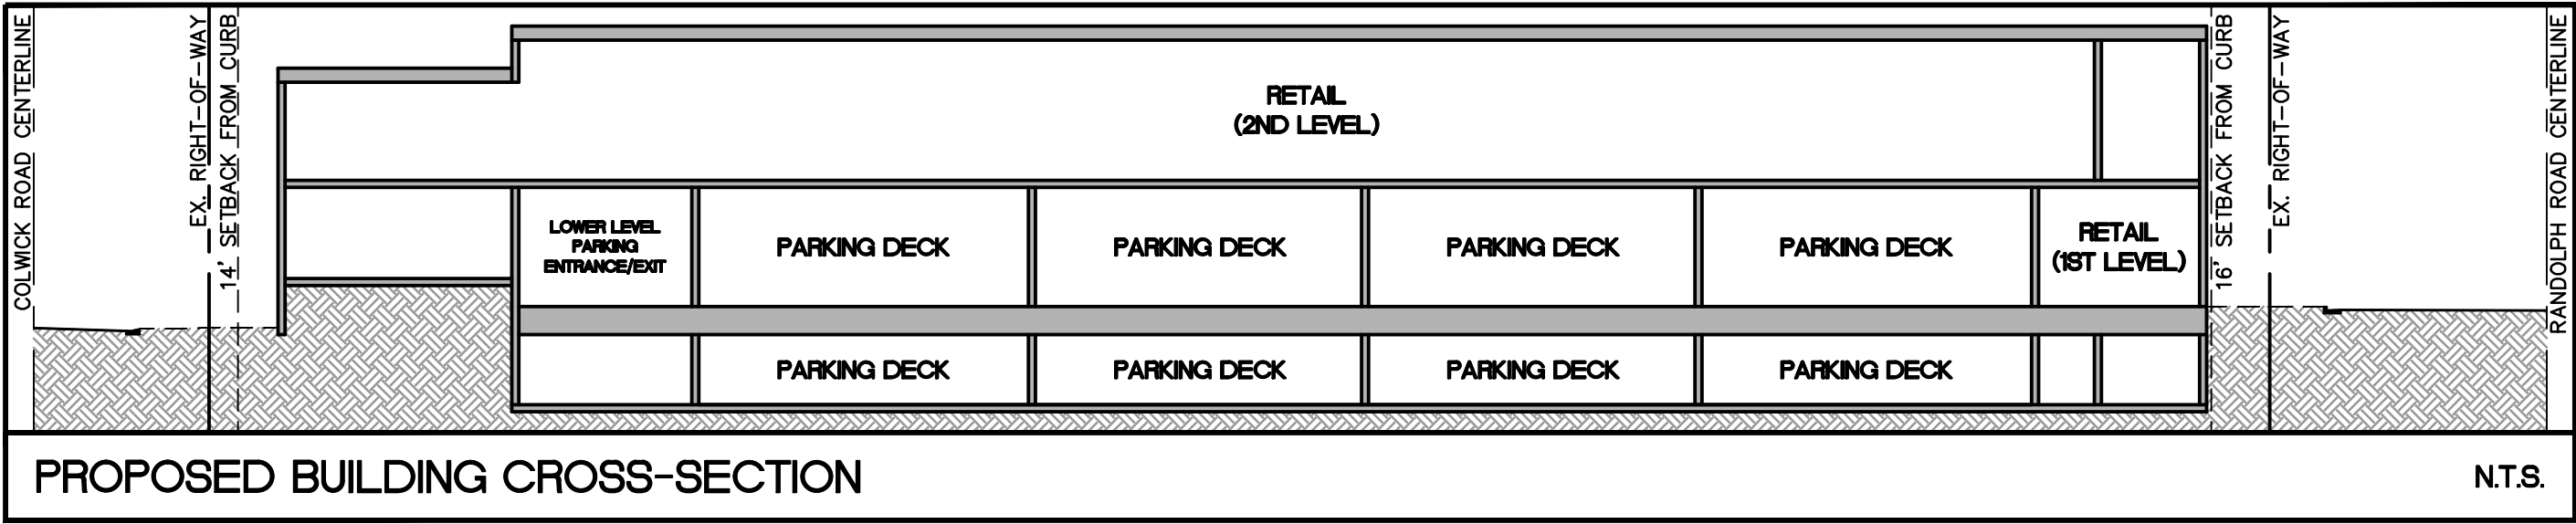 COLWICK ROAD CENTERLINE
EX. RIGHT-OF-WAY
14' SETBACK FROM CURB
RETAIL
(2ND LEVEL)
LOWER LEVEL
PARKING
ENTRANCE/EXIT
PARKING DECK
PARKING DECK
PARKING DECK
PARKING DECK
RETAIL
(1ST LEVEL)
PARKING DECK
PARKING DECK
PARKING DECK
PARKING DECK
16' SETBACK FROM CURB
EX. RIGHT-OF-WAY
RANDOLPH ROAD CENTERLINE
PROPOSED BUILDING CROSS-SECTION
N.T.S.